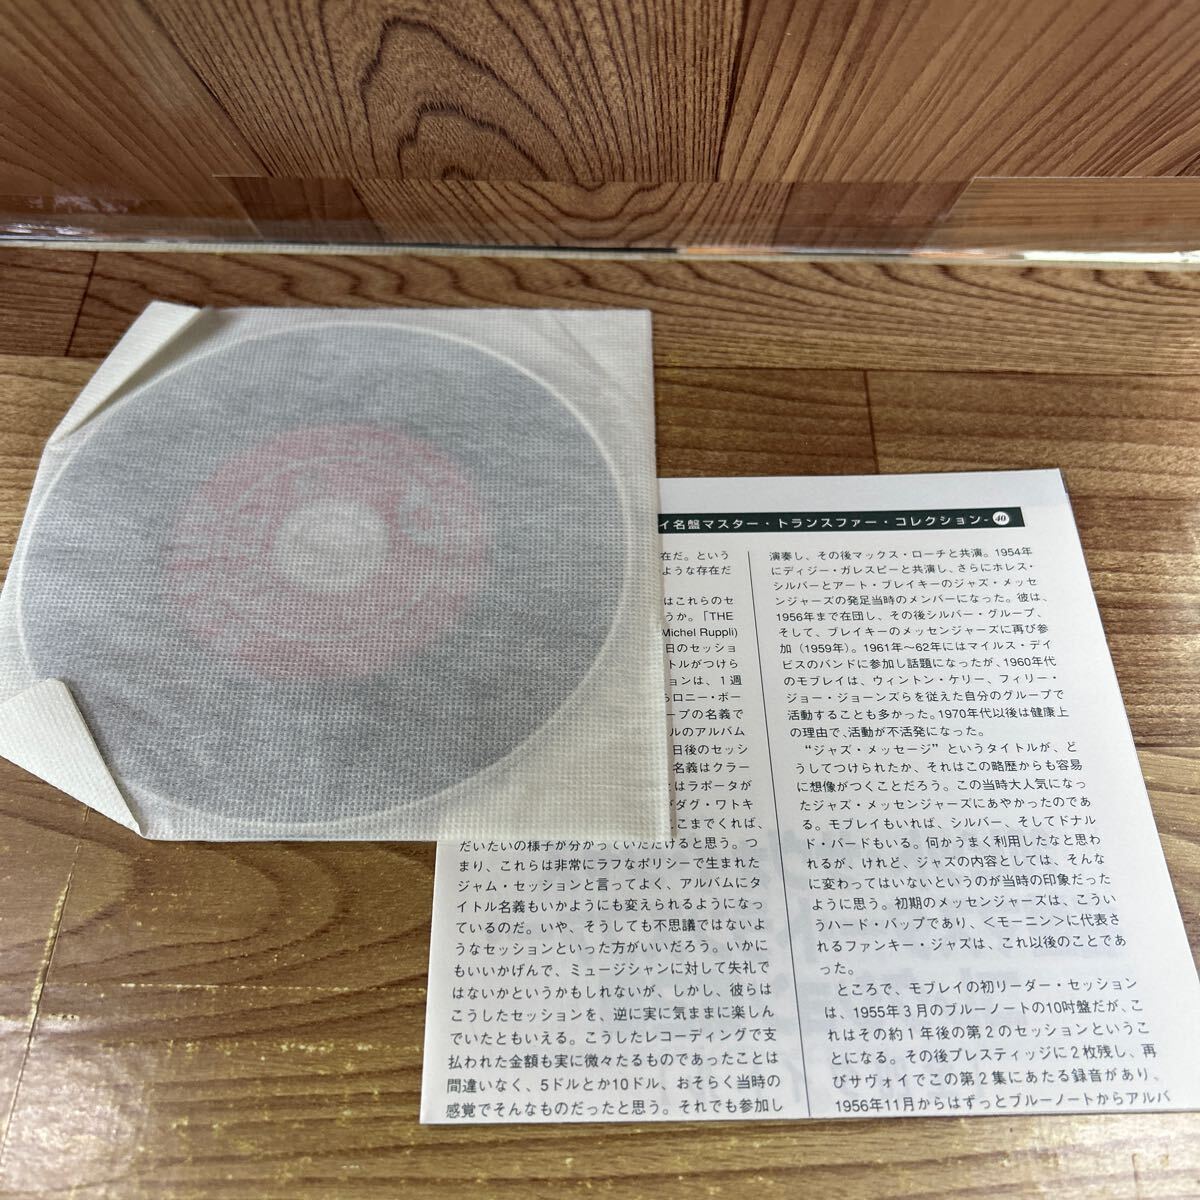 イ名盤マスター・トランスファー・コレクション-40
在だ。という
ような存在だ
はこれらのセ
うか。「THE
Michel Ruppli)
日のセッショ
トルがつけら
ションは、1週
らロニー・ボー
ープの名義で
ルのアルバム
日後のセッシ
名義はクラー
とはラポータが
がダグ・ワトキ
ここまでくれば、
だいたいの様子が分かっていただけると思う。つ
まり、これらは非常にラフなポリシーで生まれた
ジャム・セッションと言ってよく、アルバムにタ
イトル名義もいかようにも変えられるようになっ
ているのだ。いや、そうしても不思議ではないよ
うなセッションといった方がいいだろう。いかに
もいいかげんで、ミュージシャンに対して失礼で
はないかというかもしれないが、しかし、彼らは
こうしたセッションを、逆に実に気ままに楽しん
でいたともいえる。こうしたレコーディングで支
払われた金額も実に微々たるものであったことは
間違いなく、5ドルとか10ドル、おそらく当時の
感覚でそんなものだったと思う。それでも参加し
演奏し、その後マックス・ローチと共演。1954年
にディジー・ガレスピーと共演し、さらにホレス・
シルバーとアート・ブレイキーのジャズ・メッセ
ンジャーズの発足当時のメンバーになった。彼は、
1956年まで在団し、その後シルバー・グループ、
そして、ブレイキーのメッセンジャーズに再び参
加(1959年)。1961年〜62年にはマイルス・デイ
ビスのバンドに参加し話題になったが、1960年代
のモブレイは、ウィントン・ケリー、フィリー・
ジョー・ジョーンズらを従えた自分のグループで
活動することも多かった。1970年代以後は健康上
の理由で、活動が不活発になった。
“ジャズ・メッセージ”というタイトルが、ど
うしてつけられたか、それはこの略歴からも容易
に想像がつくことだろう。この当時大人気になっ
たジャズ・メッセンジャーズにあやかったのであ
る。モブレイもいれば、シルバー、そしてドナル
ド・バードもいる。何かうまく利用したなと思わ
れるが、けれど、ジャズの内容としては、そんな
に変わってはいないというのが当時の印象だった
ように思う。初期のメッセンジャーズは、こうい
うハード・バップであり、<モーニン>に代表さ
れるファンキー・ジャズは、これ以後のことであ
った。
ところで、モブレイの初リーダー・セッション
は、1955年3月のブルーノートの10吋盤だが、こ
れはその約1年後の第2のセッションというこ
とになる。その後プレスティッジに2枚残し、再
びサヴォイでこの第2集にあたる録音があり、
1956年11月からはずっとブルーノートからアルバ